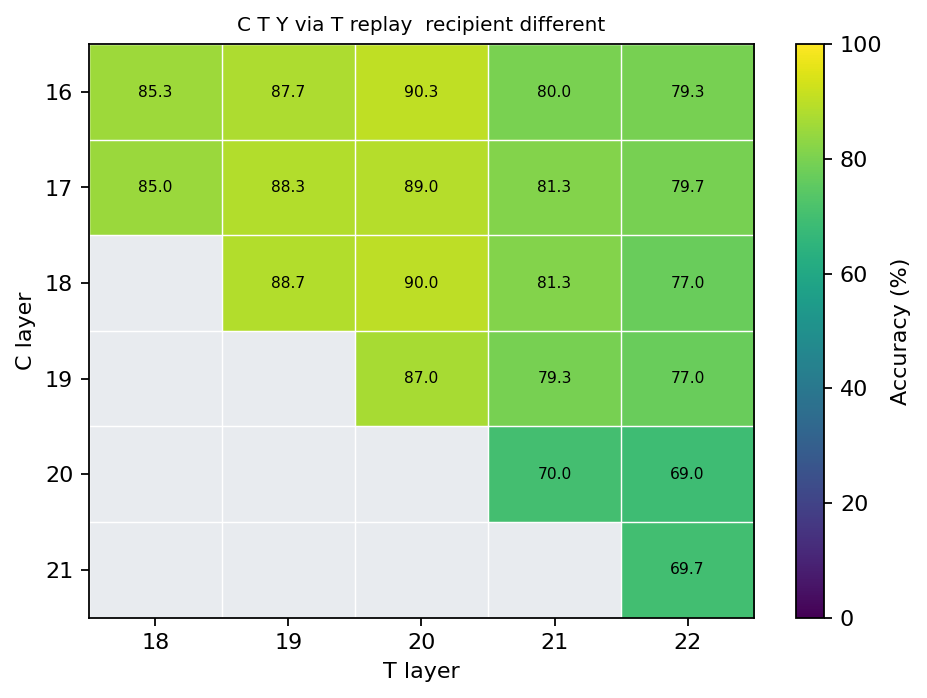 C T Y via T replay  recipient different
16 85.3 87.7 90.3 80.0 79.3
17 85.0 88.3 89.0 81.3 79.7
18 88.7 90.0 81.3 77.0
19 87.0 79.3 77.0
20 70.0 69.0
21 69.7
18 19 20 21 22
T layer
C layer
100
80
60
40
20
0
Accuracy (%)